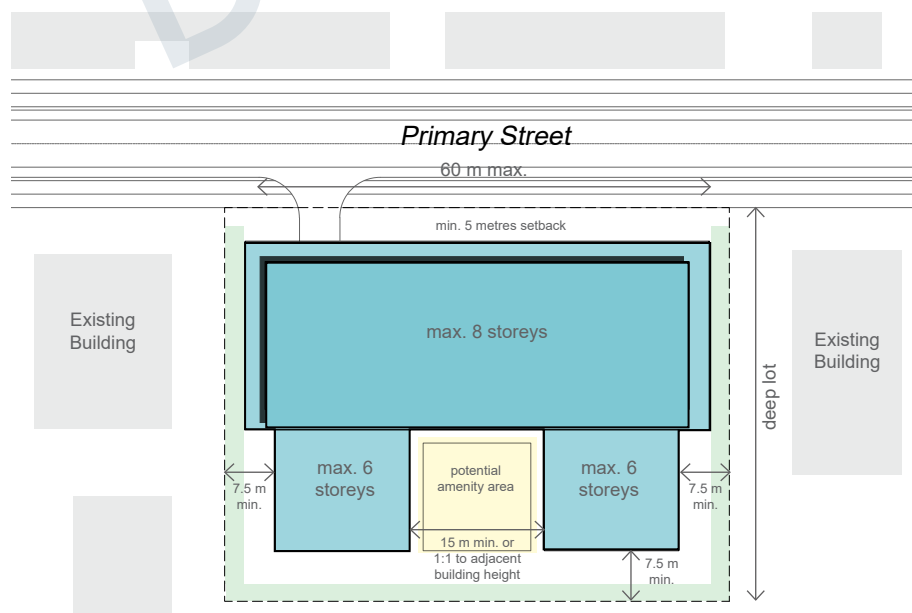 Primary Street
60 m max.
min. 5 metres setback
Existing
Building
max. 8 storeys
Existing
Building
deep lot
max. 6
storeys
potential
amenity area
max. 6
storeys
7.5 m
min.
7.5 m
min.
15 m min. or
1:1 to adjacent
building height
7.5 m
min.